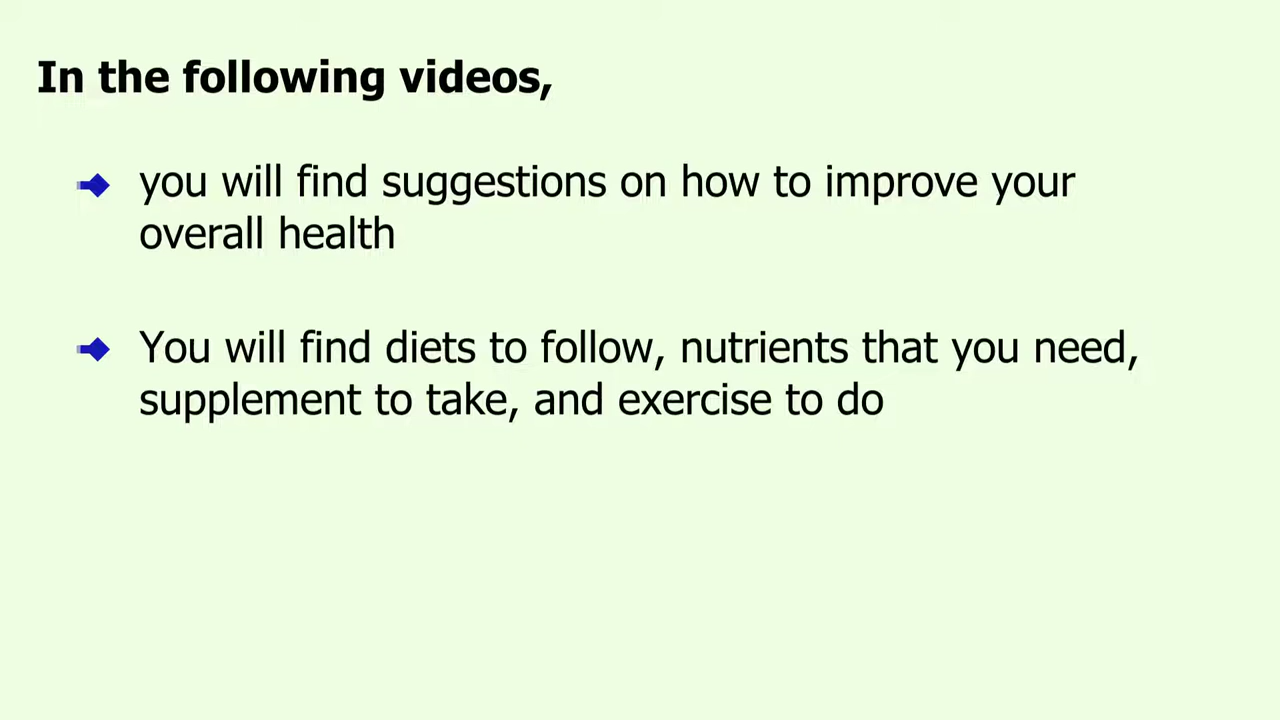 In the following videos,
you will find suggestions on how to improve your
overall health
You will find diets to follow, nutrients that you need,
supplement to take, and exercise to do